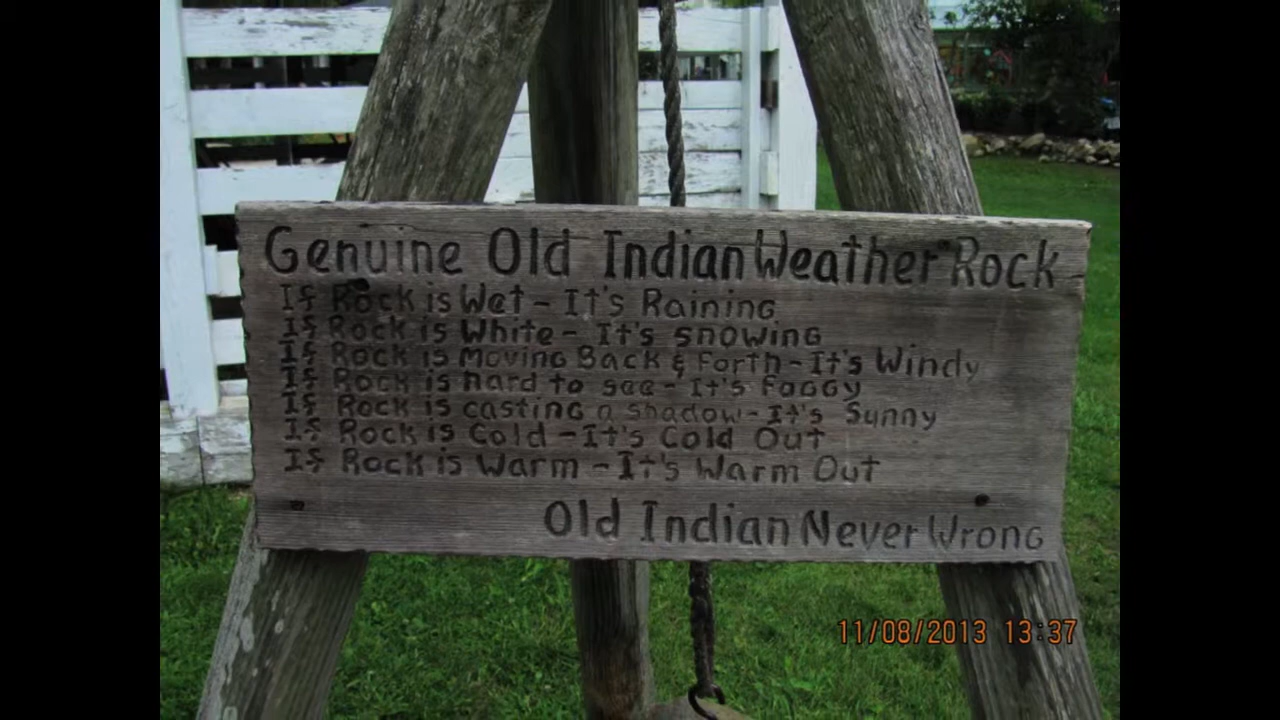 Genuine Old Indian Weather Rock
If Rock is Wet - It's Raining
If Rock is White - It's snowing
If Rock is Moving Back & Forth - It's Windy
If Rock is hard to see - It's foggy
If Rock is casting a shadow - It's Sunny
If Rock is Cold - It's Cold Out
If Rock is Warm - It's Warm Out
Old Indian Never Wrong
11/08/2013 13:37